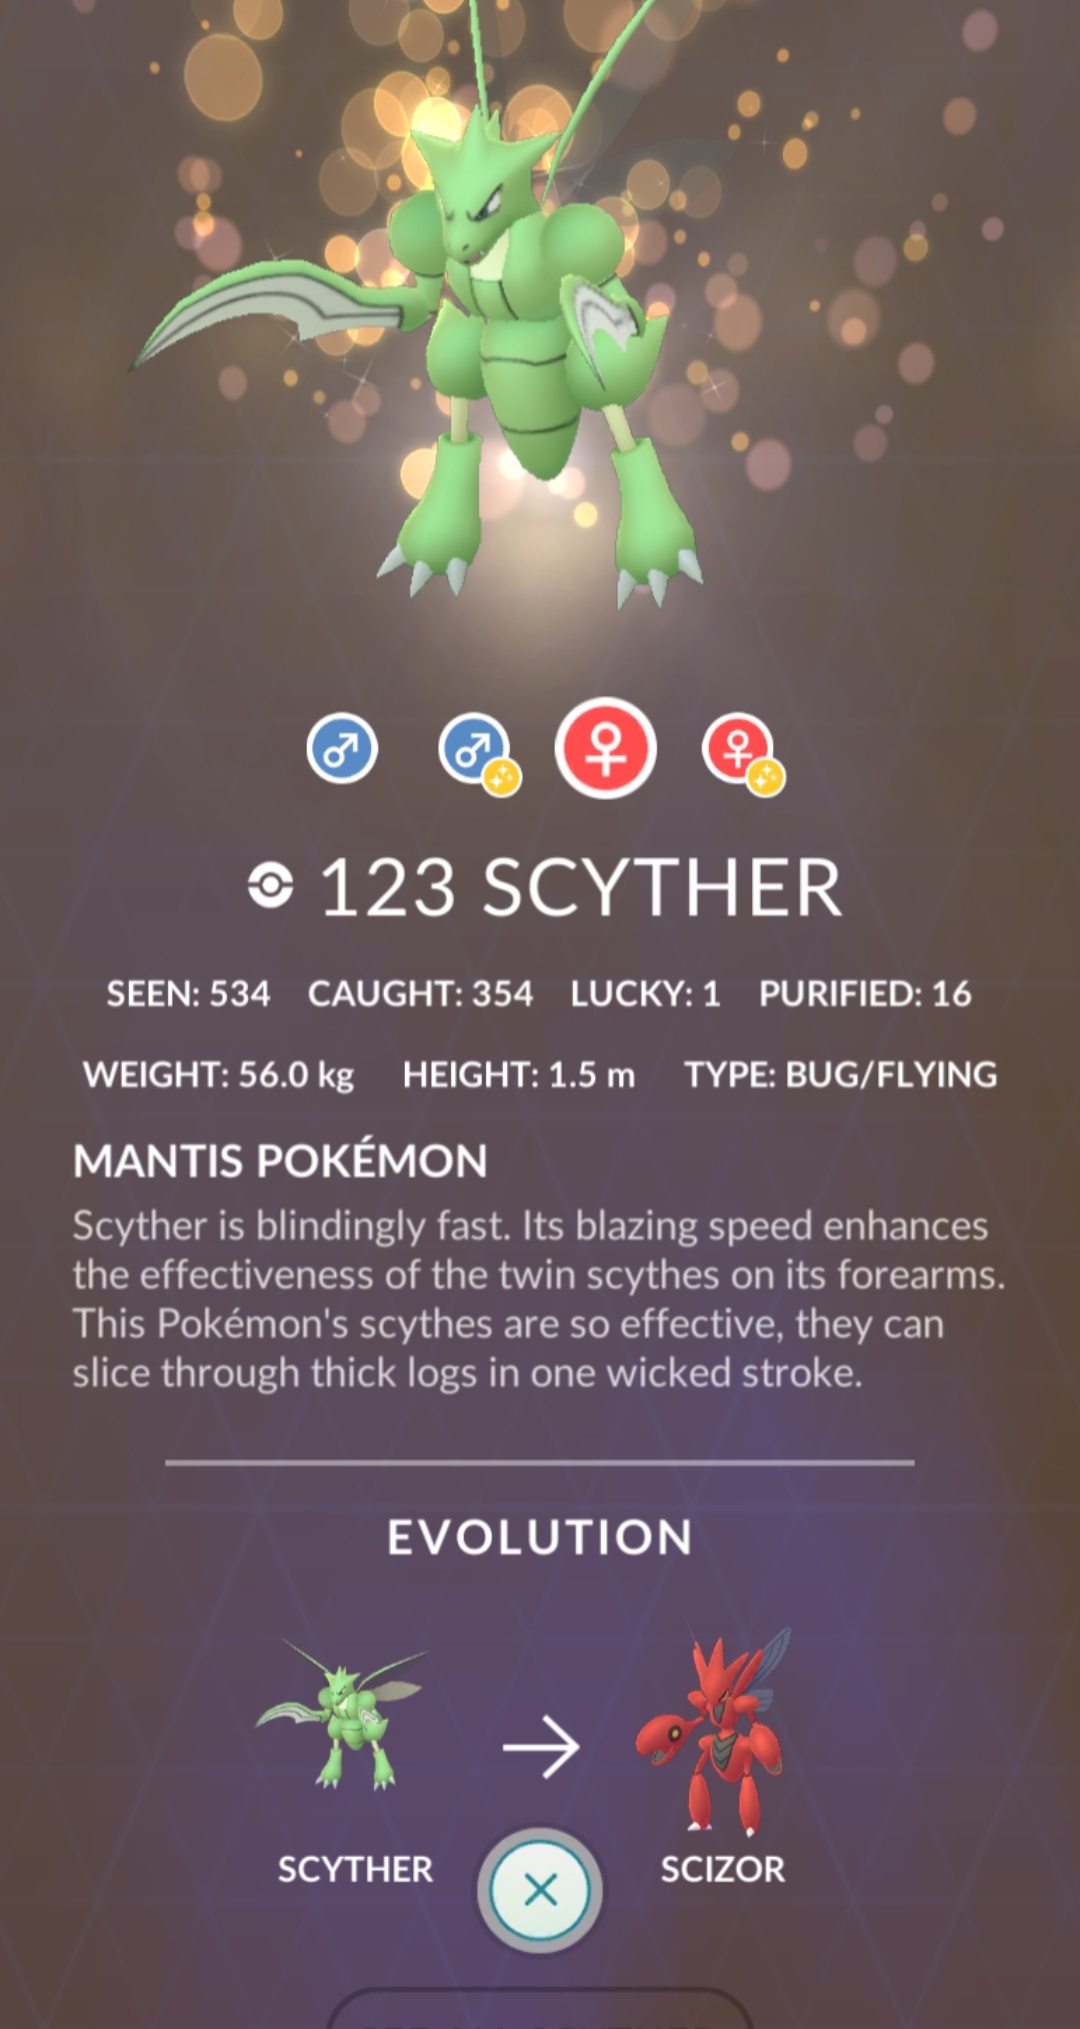 123 SCYTHER
SEEN: 534 CAUGHT: 354 LUCKY: 1 PURIFIED: 16
WEIGHT: 56.0 kg HEIGHT: 1.5 m TYPE: BUG/FLYING
MANTIS POKÉMON
Scyther is blindingly fast. Its blazing speed enhances
the effectiveness of the twin scythes on its forearms.
This Pokémon's scythes are so effective, they can
slice through thick logs in one wicked stroke.
EVOLUTION
SCYTHER SCIZOR